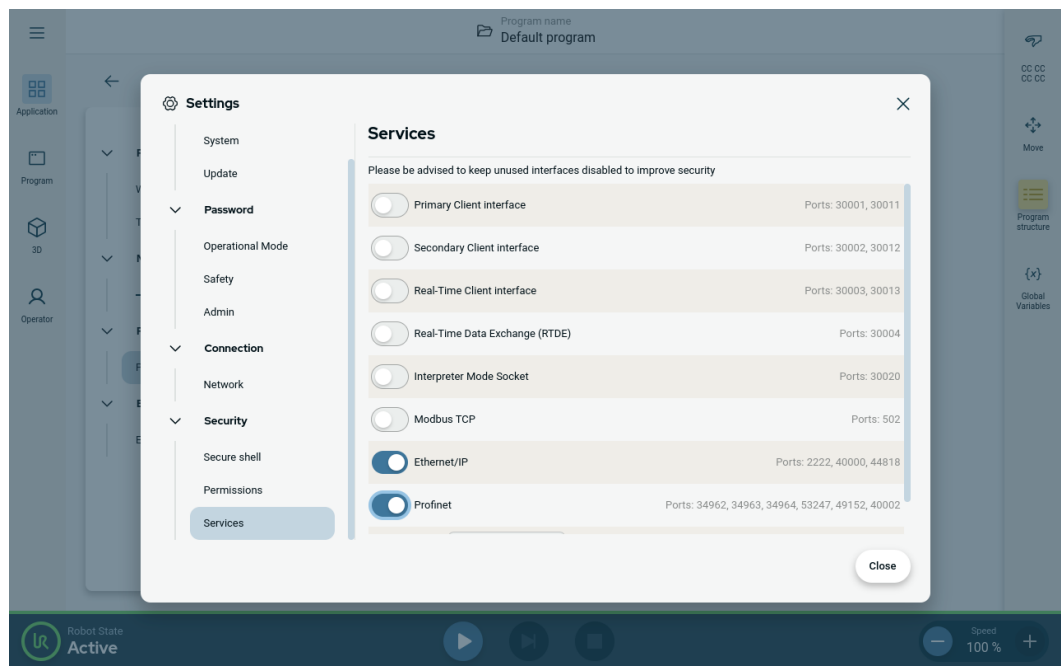 Program name
Default program
Application
Program
3D
Operator
Settings
System
Update
Password
Operational Mode
Safety
Admin
Connection
Network
Security
Secure shell
Permissions
Services
Services
Please be advised to keep unused interfaces disabled to improve security
Primary Client interface Ports: 30001, 30011
Secondary Client interface Ports: 30002, 30012
Real-Time Client interface Ports: 30003, 30013
Real-Time Data Exchange (RTDE) Ports: 30004
Interpreter Mode Socket Ports: 30020
Modbus TCP Ports: 502
Ethernet/IP Ports: 2222, 40000, 44818
Profinet Ports: 34962, 34963, 34964, 53247, 49152, 40002
Close
CC CC
CC CC
Move
Program
structure
{x}
Global
Variables
UR
Robot State
Active
Speed
100 %